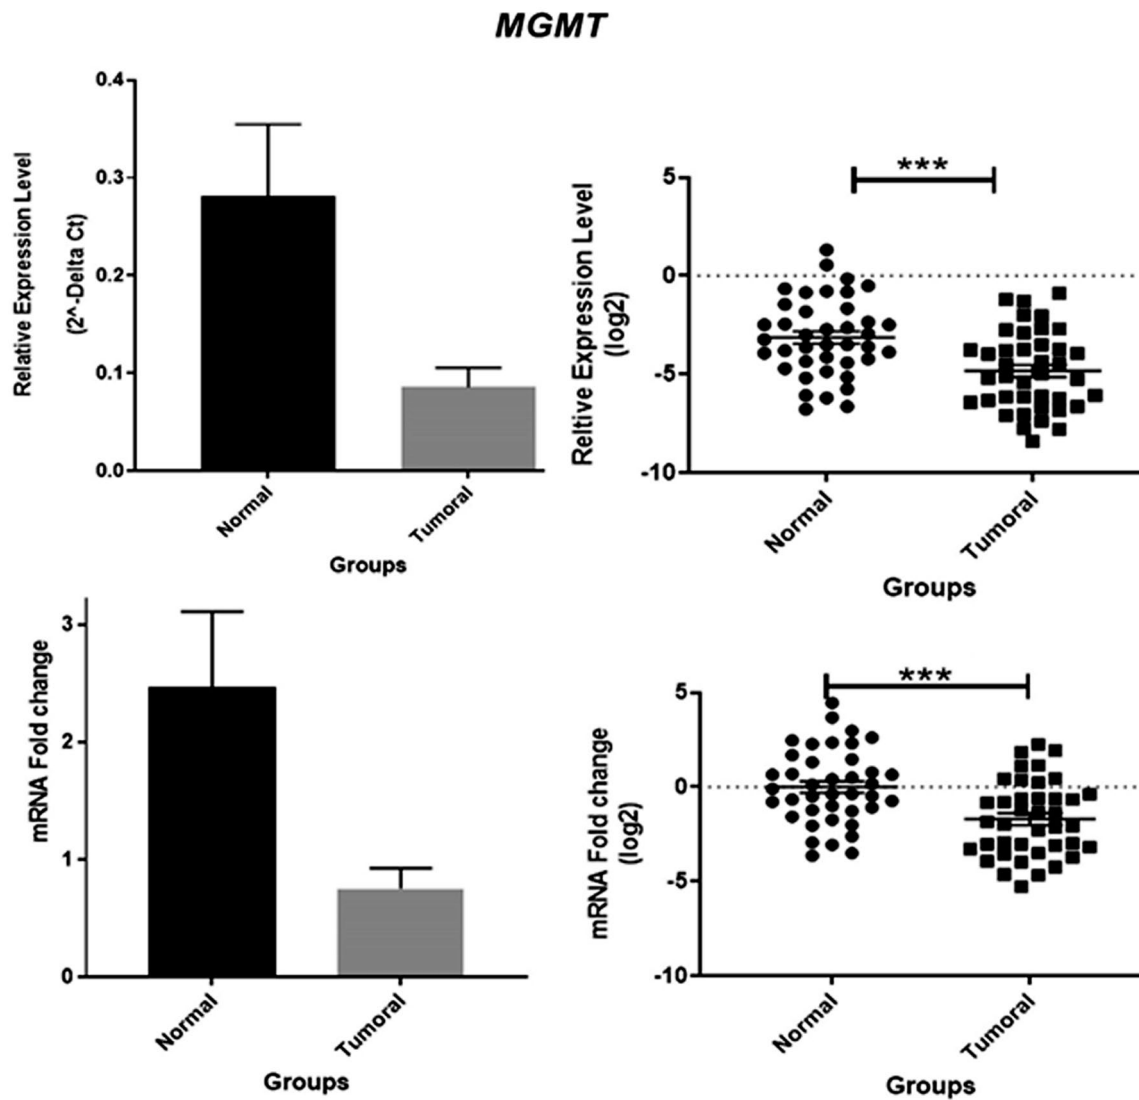 MGMT
Relative Expression Level
(2^-Delta Ct)
0.4
0.3
0.2
0.1
0.0
Normal
Tumoral
Groups
Reltive Expression Level
(log2)
***
5
0
-5
-10
Normal
Tumoral
Groups
mRNA Fold change
3
2
1
0
Normal
Tumoral
Groups
mRNA Fold change
(log2)
***
5
0
-5
-10
Normal
Tumoral
Groups